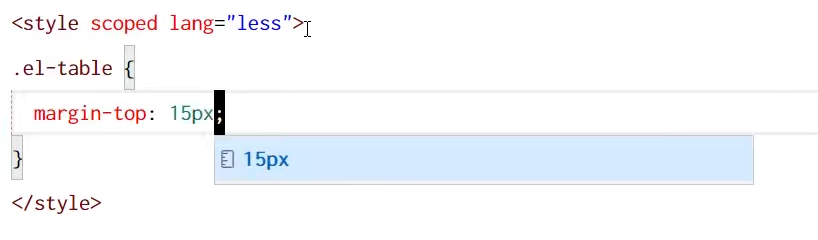 <style scoped lang="less">
.el-table {
margin-top: 15px;
15px
}
</style>